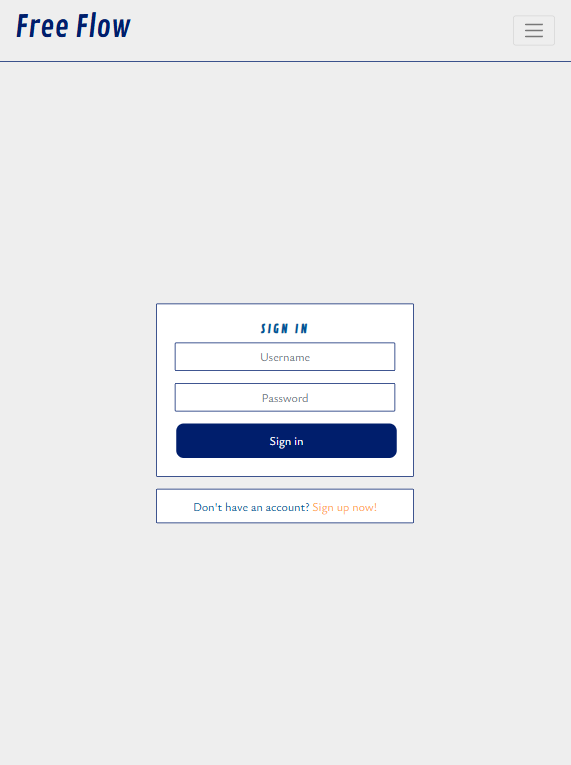 Free Flow
SIGN IN
Username
Password
Sign in
Don't have an account? Sign up now!